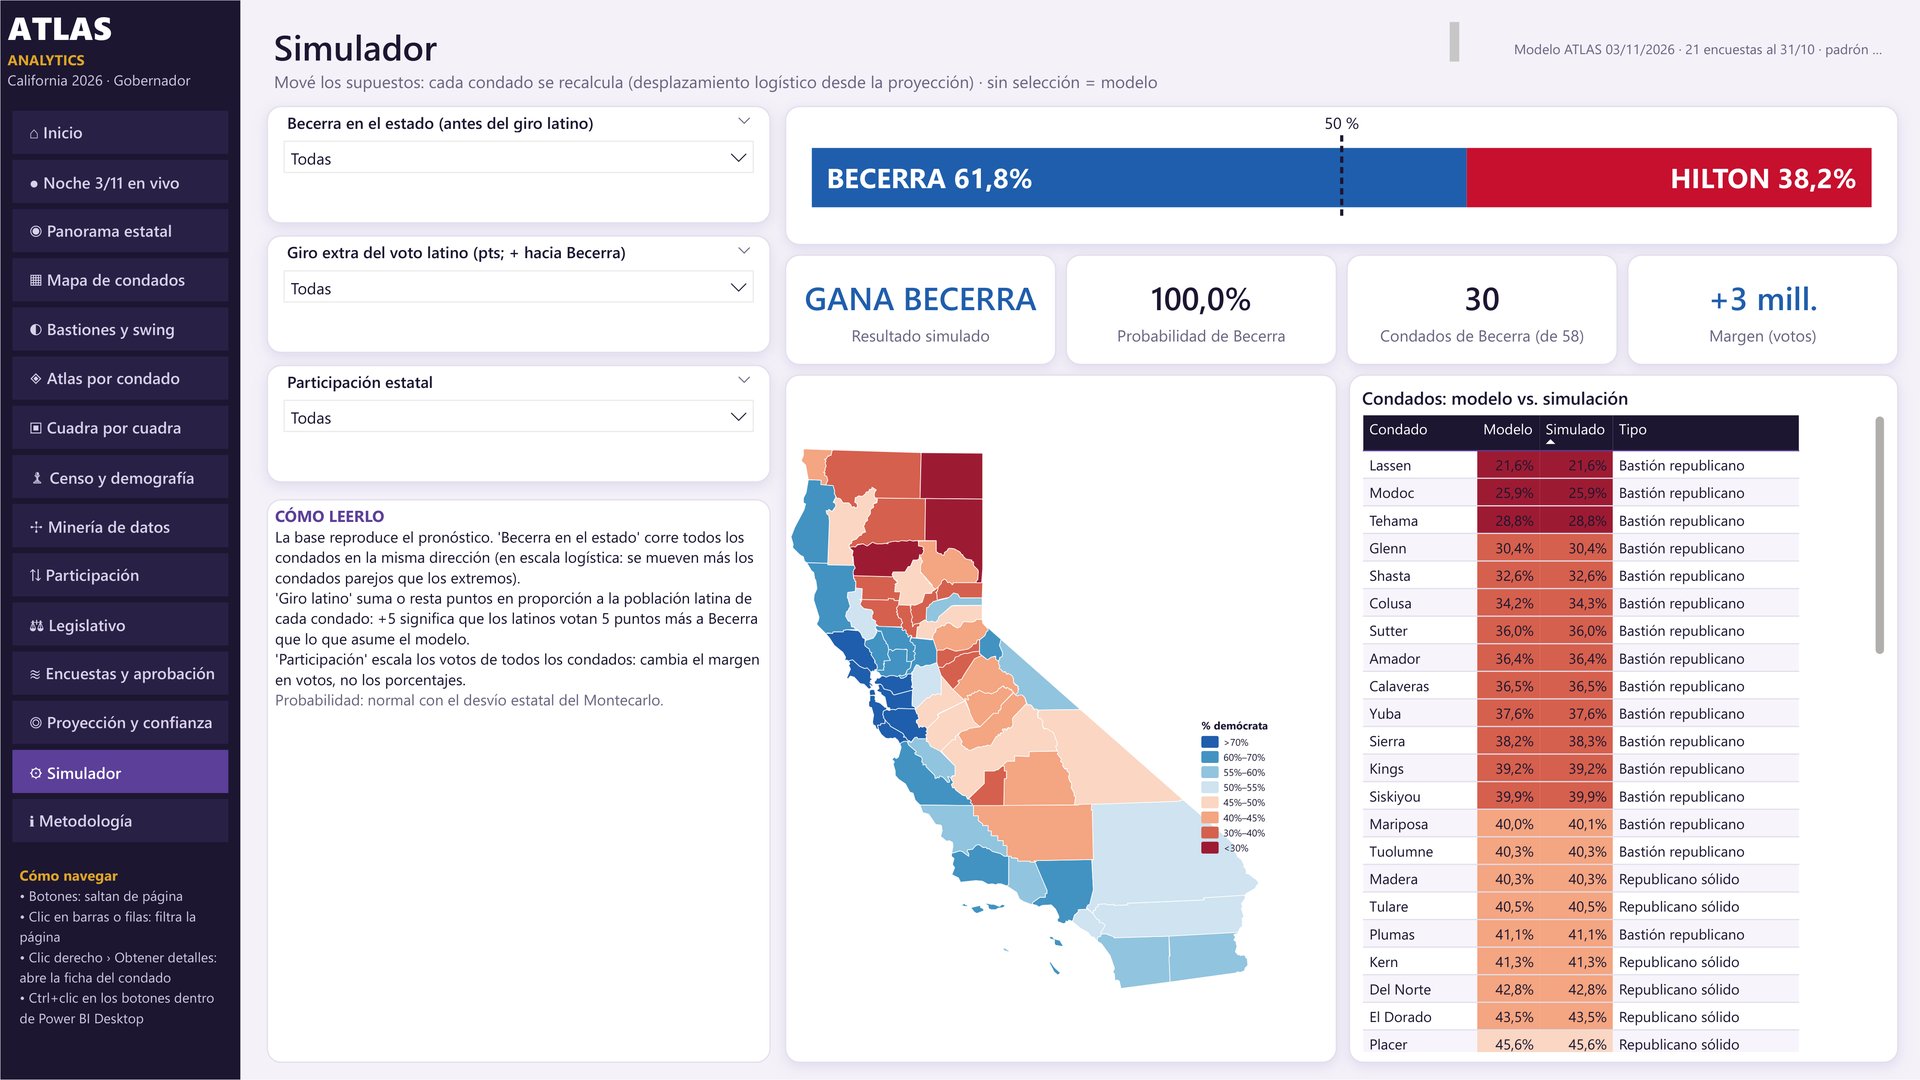 ATLAS
ANALYTICS
California 2026 · Gobernador
⌂ Inicio
● Noche 3/11 en vivo
◉ Panorama estatal
▦ Mapa de condados
◐ Bastiones y swing
◈ Atlas por condado
▣ Cuadra por cuadra
Censo y demografía
Minería de datos
⇅ Participación
⚖ Legislativo
≋ Encuestas y aprobación
◎ Proyección y confianza
Simulador
ℹ Metodología
Cómo navegar
• Botones: saltan de página
• Clic en barras o filas: filtra la
página
• Clic derecho › Obtener detalles:
abre la ficha del condado
• Ctrl+clic en los botones dentro
de Power BI Desktop
Simulador
Mové los supuestos: cada condado se recalcula (desplazamiento logístico desde la proyección) · sin selección = modelo
Modelo ATLAS 03/11/2026 · 21 encuestas al 31/10 · padrón ...
Becerra en el estado (antes del giro latino)
Todas
Giro extra del voto latino (pts; + hacia Becerra)
Todas
Participación estatal
Todas
CÓMO LEERLO
La base reproduce el pronóstico. 'Becerra en el estado' corre todos los
condados en la misma dirección (en escala logística: se mueven más los
condados parejos que los extremos).
'Giro latino' suma o resta puntos en proporción a la población latina de
cada condado: +5 significa que los latinos votan 5 puntos más a Becerra
que lo que asume el modelo.
'Participación' escala los votos de todos los condados: cambia el margen
en votos, no los porcentajes.
Probabilidad: normal con el desvío estatal del Montecarlo.
50 %
BECERRA 61,8%
HILTON 38,2%
GANA BECERRA
Resultado simulado
100,0%
Probabilidad de Becerra
30
Condados de Becerra (de 58)
+3 mill.
Margen (votos)
% demócrata
>70%
60%–70%
55%–60%
50%–55%
45%–50%
40%–45%
30%–40%
<30%
Condados: modelo vs. simulación
Condado Modelo Simulado Tipo
Lassen 21,6% 21,6% Bastión republicano
Modoc 25,9% 25,9% Bastión republicano
Tehama 28,8% 28,8% Bastión republicano
Glenn 30,4% 30,4% Bastión republicano
Shasta 32,6% 32,6% Bastión republicano
Colusa 34,2% 34,3% Bastión republicano
Sutter 36,0% 36,0% Bastión republicano
Amador 36,4% 36,4% Bastión republicano
Calaveras 36,5% 36,5% Bastión republicano
Yuba 37,6% 37,6% Bastión republicano
Sierra 38,2% 38,3% Bastión republicano
Kings 39,2% 39,2% Bastión republicano
Siskiyou 39,9% 39,9% Bastión republicano
Mariposa 40,0% 40,1% Bastión republicano
Tuolumne 40,3% 40,3% Bastión republicano
Madera 40,3% 40,3% Republicano sólido
Tulare 40,5% 40,5% Republicano sólido
Plumas 41,1% 41,1% Bastión republicano
Kern 41,3% 41,3% Republicano sólido
Del Norte 42,8% 42,8% Republicano sólido
El Dorado 43,5% 43,5% Republicano sólido
Placer 45,6% 45,6% Republicano sólido